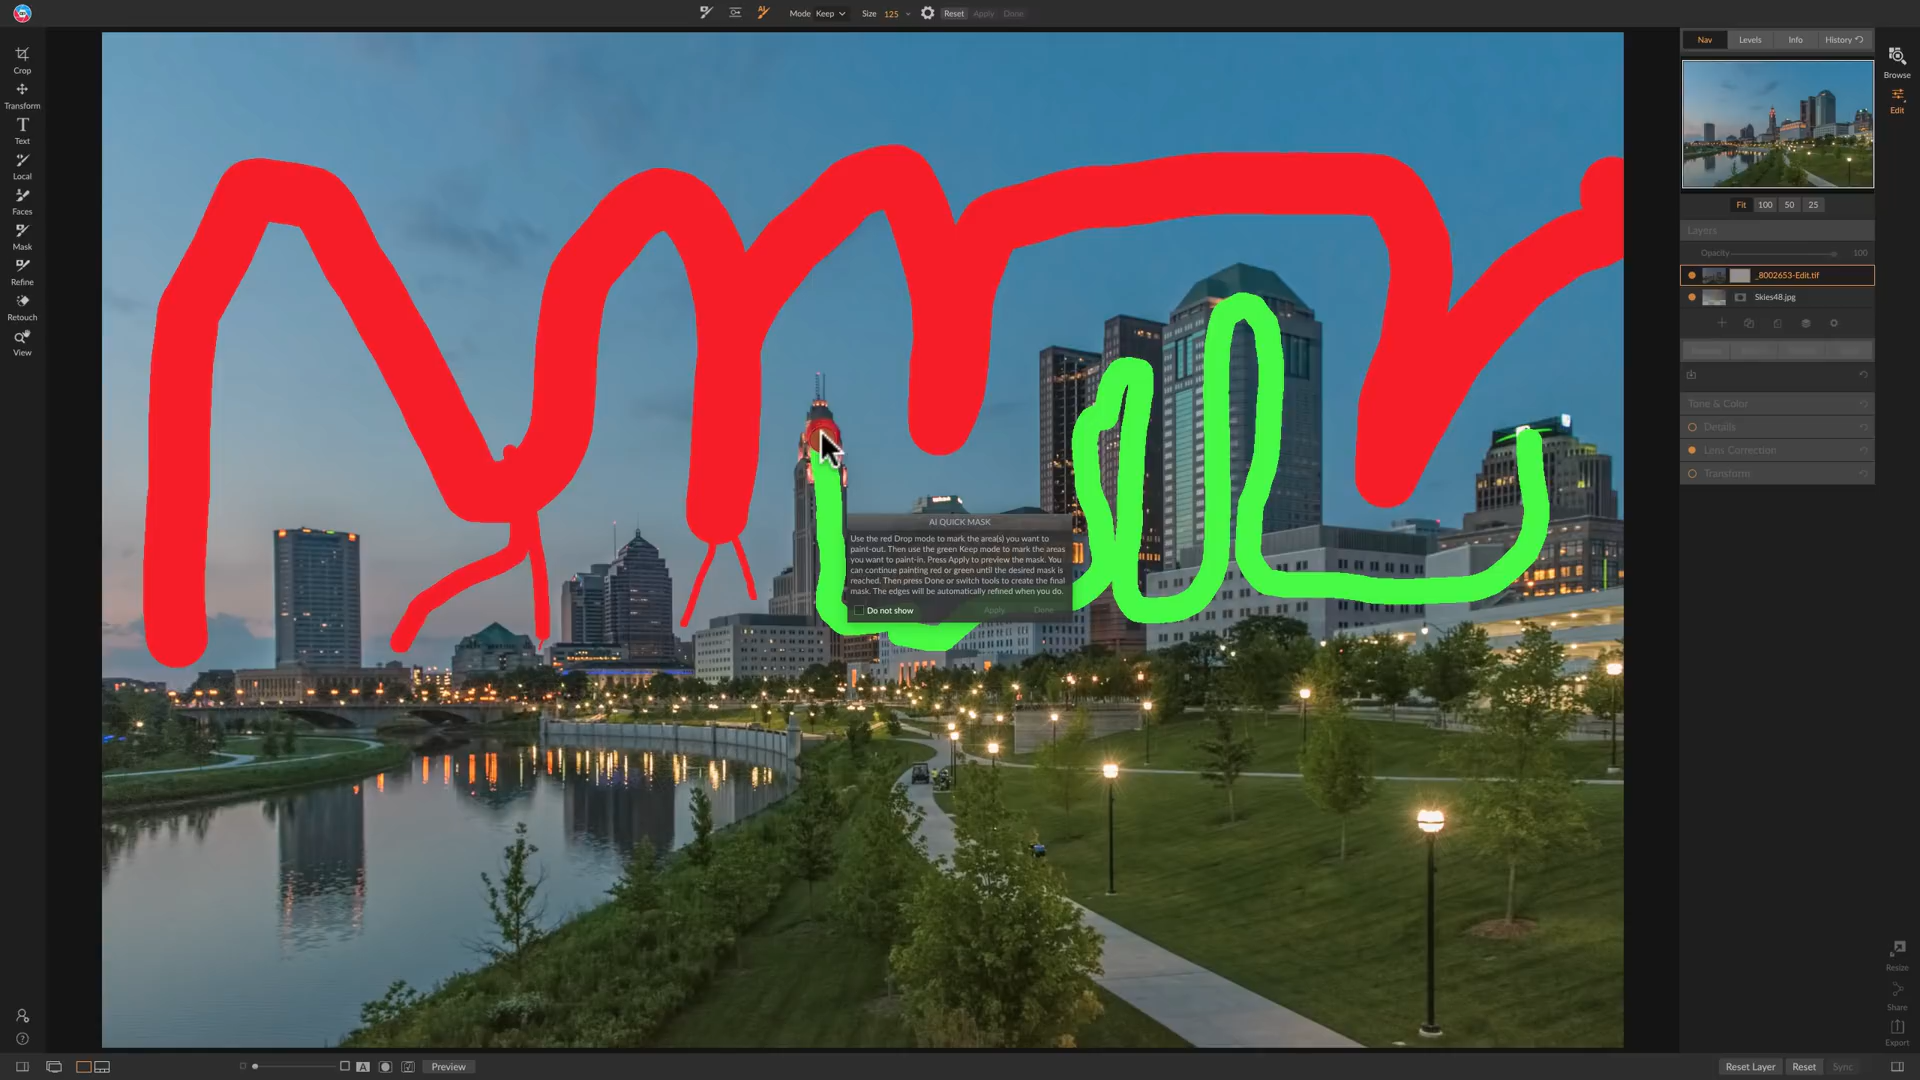 Mode Keep Size 125 Reset Apply Done
Crop
Transform
Text
Local
Faces
Mask
Refine
Retouch
View
AI QUICK MASK
Use the red Drop mode to mark the area(s) you want to
paint-out. Then use the green Keep mode to mark the areas
you want to paint-in. Press Apply to preview the mask. You
can continue painting red or green until the desired mask is
reached. Then press Done or switch tools to create the final
mask. The edges will be automatically refined when you do.
Do not show Apply Done
Nav Levels Info History
Fit 100 50 25
Layers
Opacity 100
_8002653-Edit.tif
Skies48.jpg
Tone & Color
Details
Lens Correction
Transform
Browse
Edit
Resize
Share
Export
A Preview
Reset Layer Reset Sync